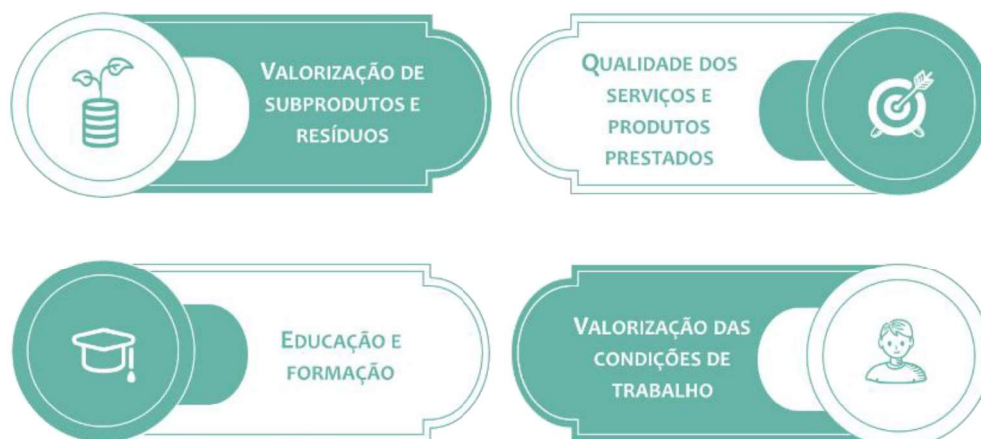 VALORIZAÇÃO DE
SUBPRODUTOS E
RESÍDUOS
QUALIDADE DOS
SERVIÇOS E
PRODUTOS
PRESTADOS
EDUCAÇÃO E
FORMAÇÃO
VALORIZAÇÃO DAS
CONDIÇÕES DE
TRABALHO